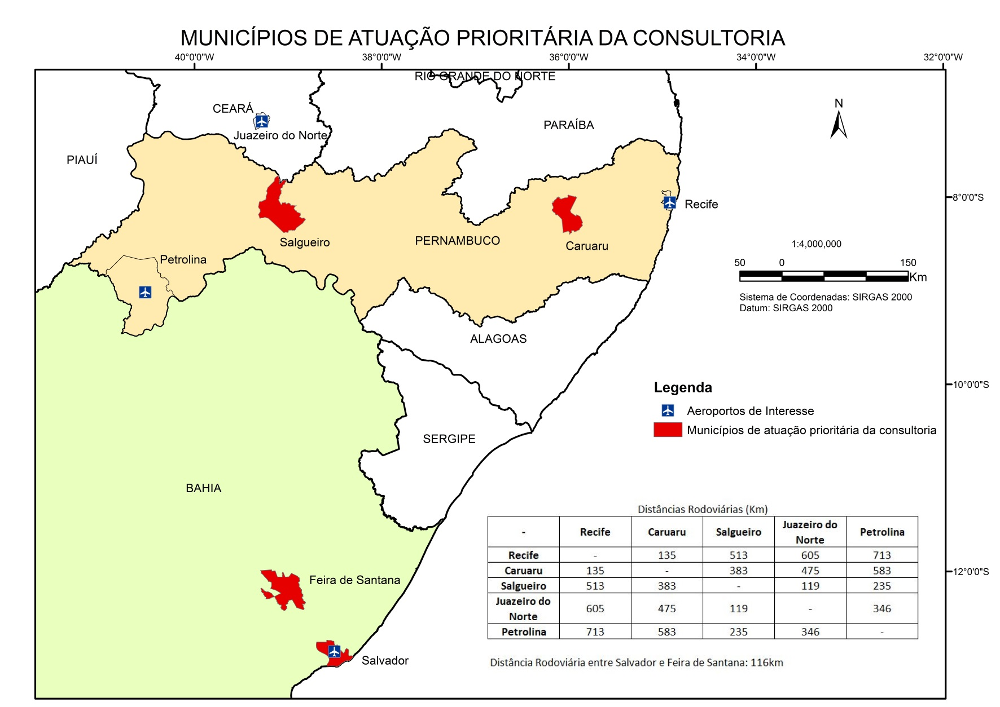 MUNICÍPIOS DE ATUAÇÃO PRIORITÁRIA DA CONSULTORIA
40°0'0"W 38°0'0"W 36°0'0"W 34°0'0"W 32°0'0"W
RIO GRANDE DO NORTE
N
CEARÁ
PARAÍBA
Juazeiro do Norte
PIAUÍ
8°0'0"S
Recife
Salgueiro
PERNAMBUCO
Caruaru
1:4,000,000
Petrolina
50 0 150
Km
Sistema de Coordenadas: SIRGAS 2000
Datum: SIRGAS 2000
ALAGOAS
10°0'0"S
Legenda
Aeroportos de Interesse
Municípios de atuação prioritária da consultoria
SERGIPE
BAHIA
Distâncias Rodoviárias (Km)
- Recife Caruaru Salgueiro Juazeiro do Norte Petrolina
Recife - 135 513 605 713
Caruaru 135 - 383 475 583
Salgueiro 513 383 - 119 235
Juazeiro do Norte 605 475 119 - 346
Petrolina 713 583 235 346 -
12°0'0"S
Feira de Santana
Salvador
Distância Rodoviária entre Salvador e Feira de Santana: 116km